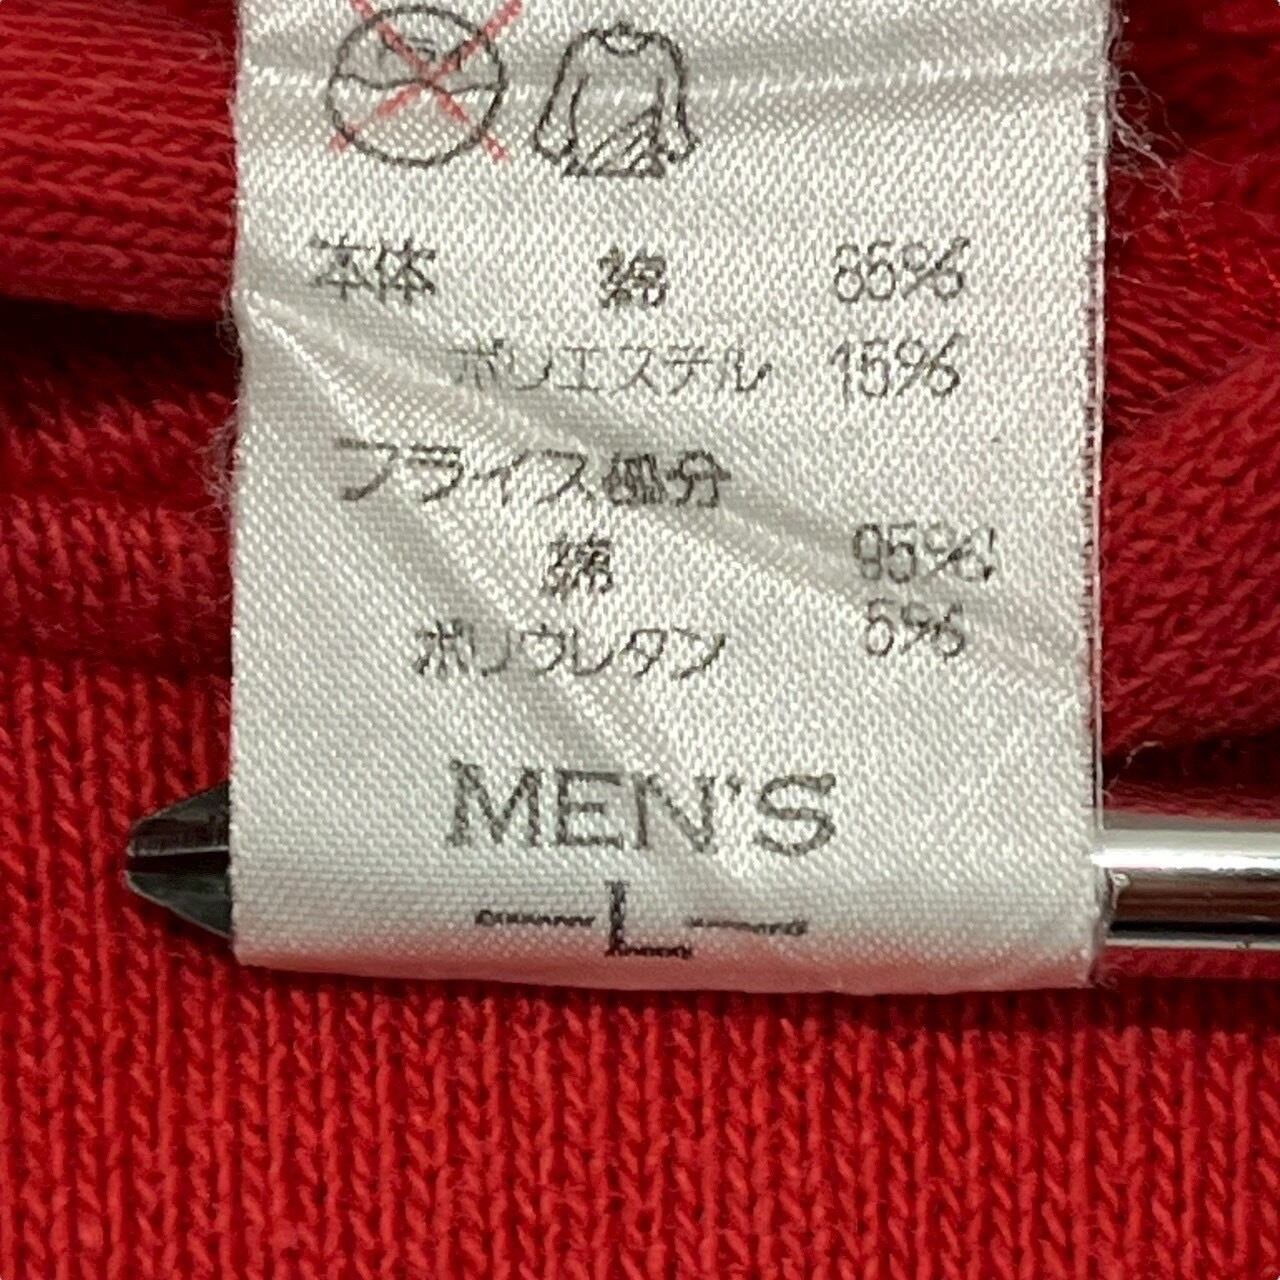 本体 綿 85%
ポリエステル 15%
フライス部分
綿 95%
ポリウレタン 5%
MEN'S
L